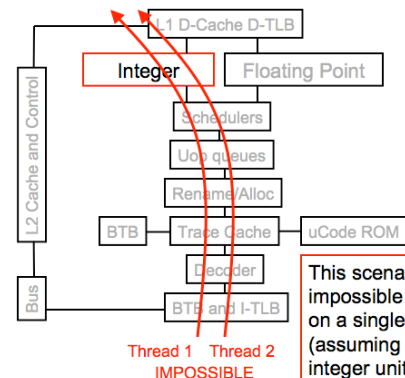 L1 D-Cache D-TLB
Integer
Floating Point
Schedulers
Uop queues
Rename/Alloc
BTB
Trace Cache
uCode ROM
Decoder
BTB and I-TLB
L2 Cache and Control
Bus
Thread 1
Thread 2
IMPOSSIBLE
This scena
impossible
on a single
(assuming
integer unit